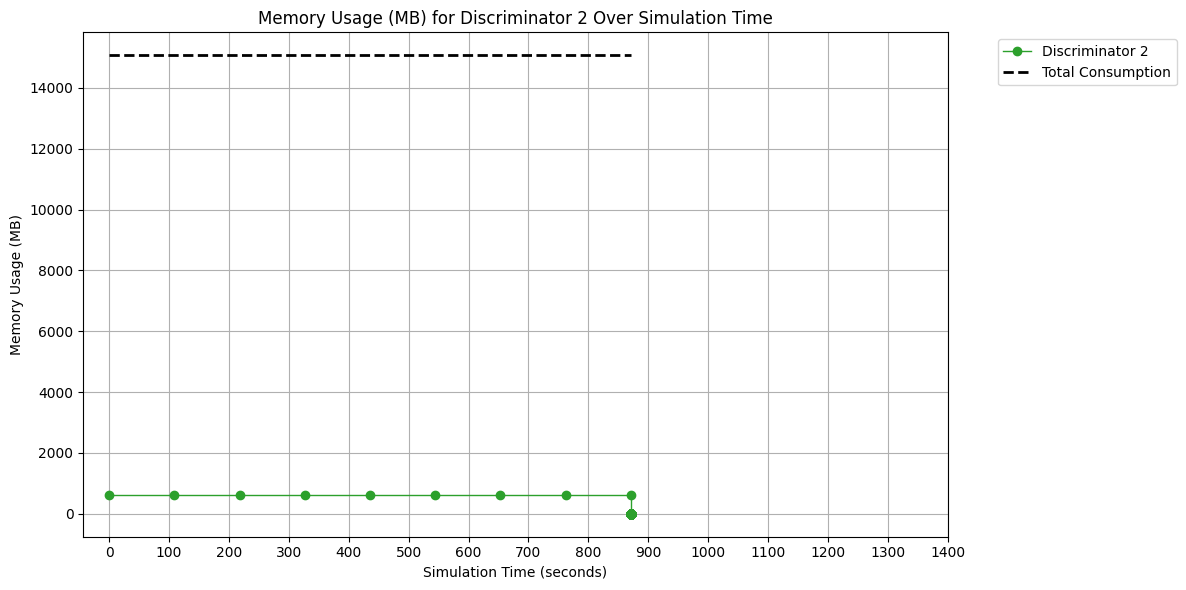 Memory Usage (MB) for Discriminator 2 Over Simulation Time
Discriminator 2
Total Consumption
Memory Usage (MB)
14000
12000
10000
8000
6000
4000
2000
0
0 100 200 300 400 500 600 700 800 900 1000 1100 1200 1300 1400
Simulation Time (seconds)